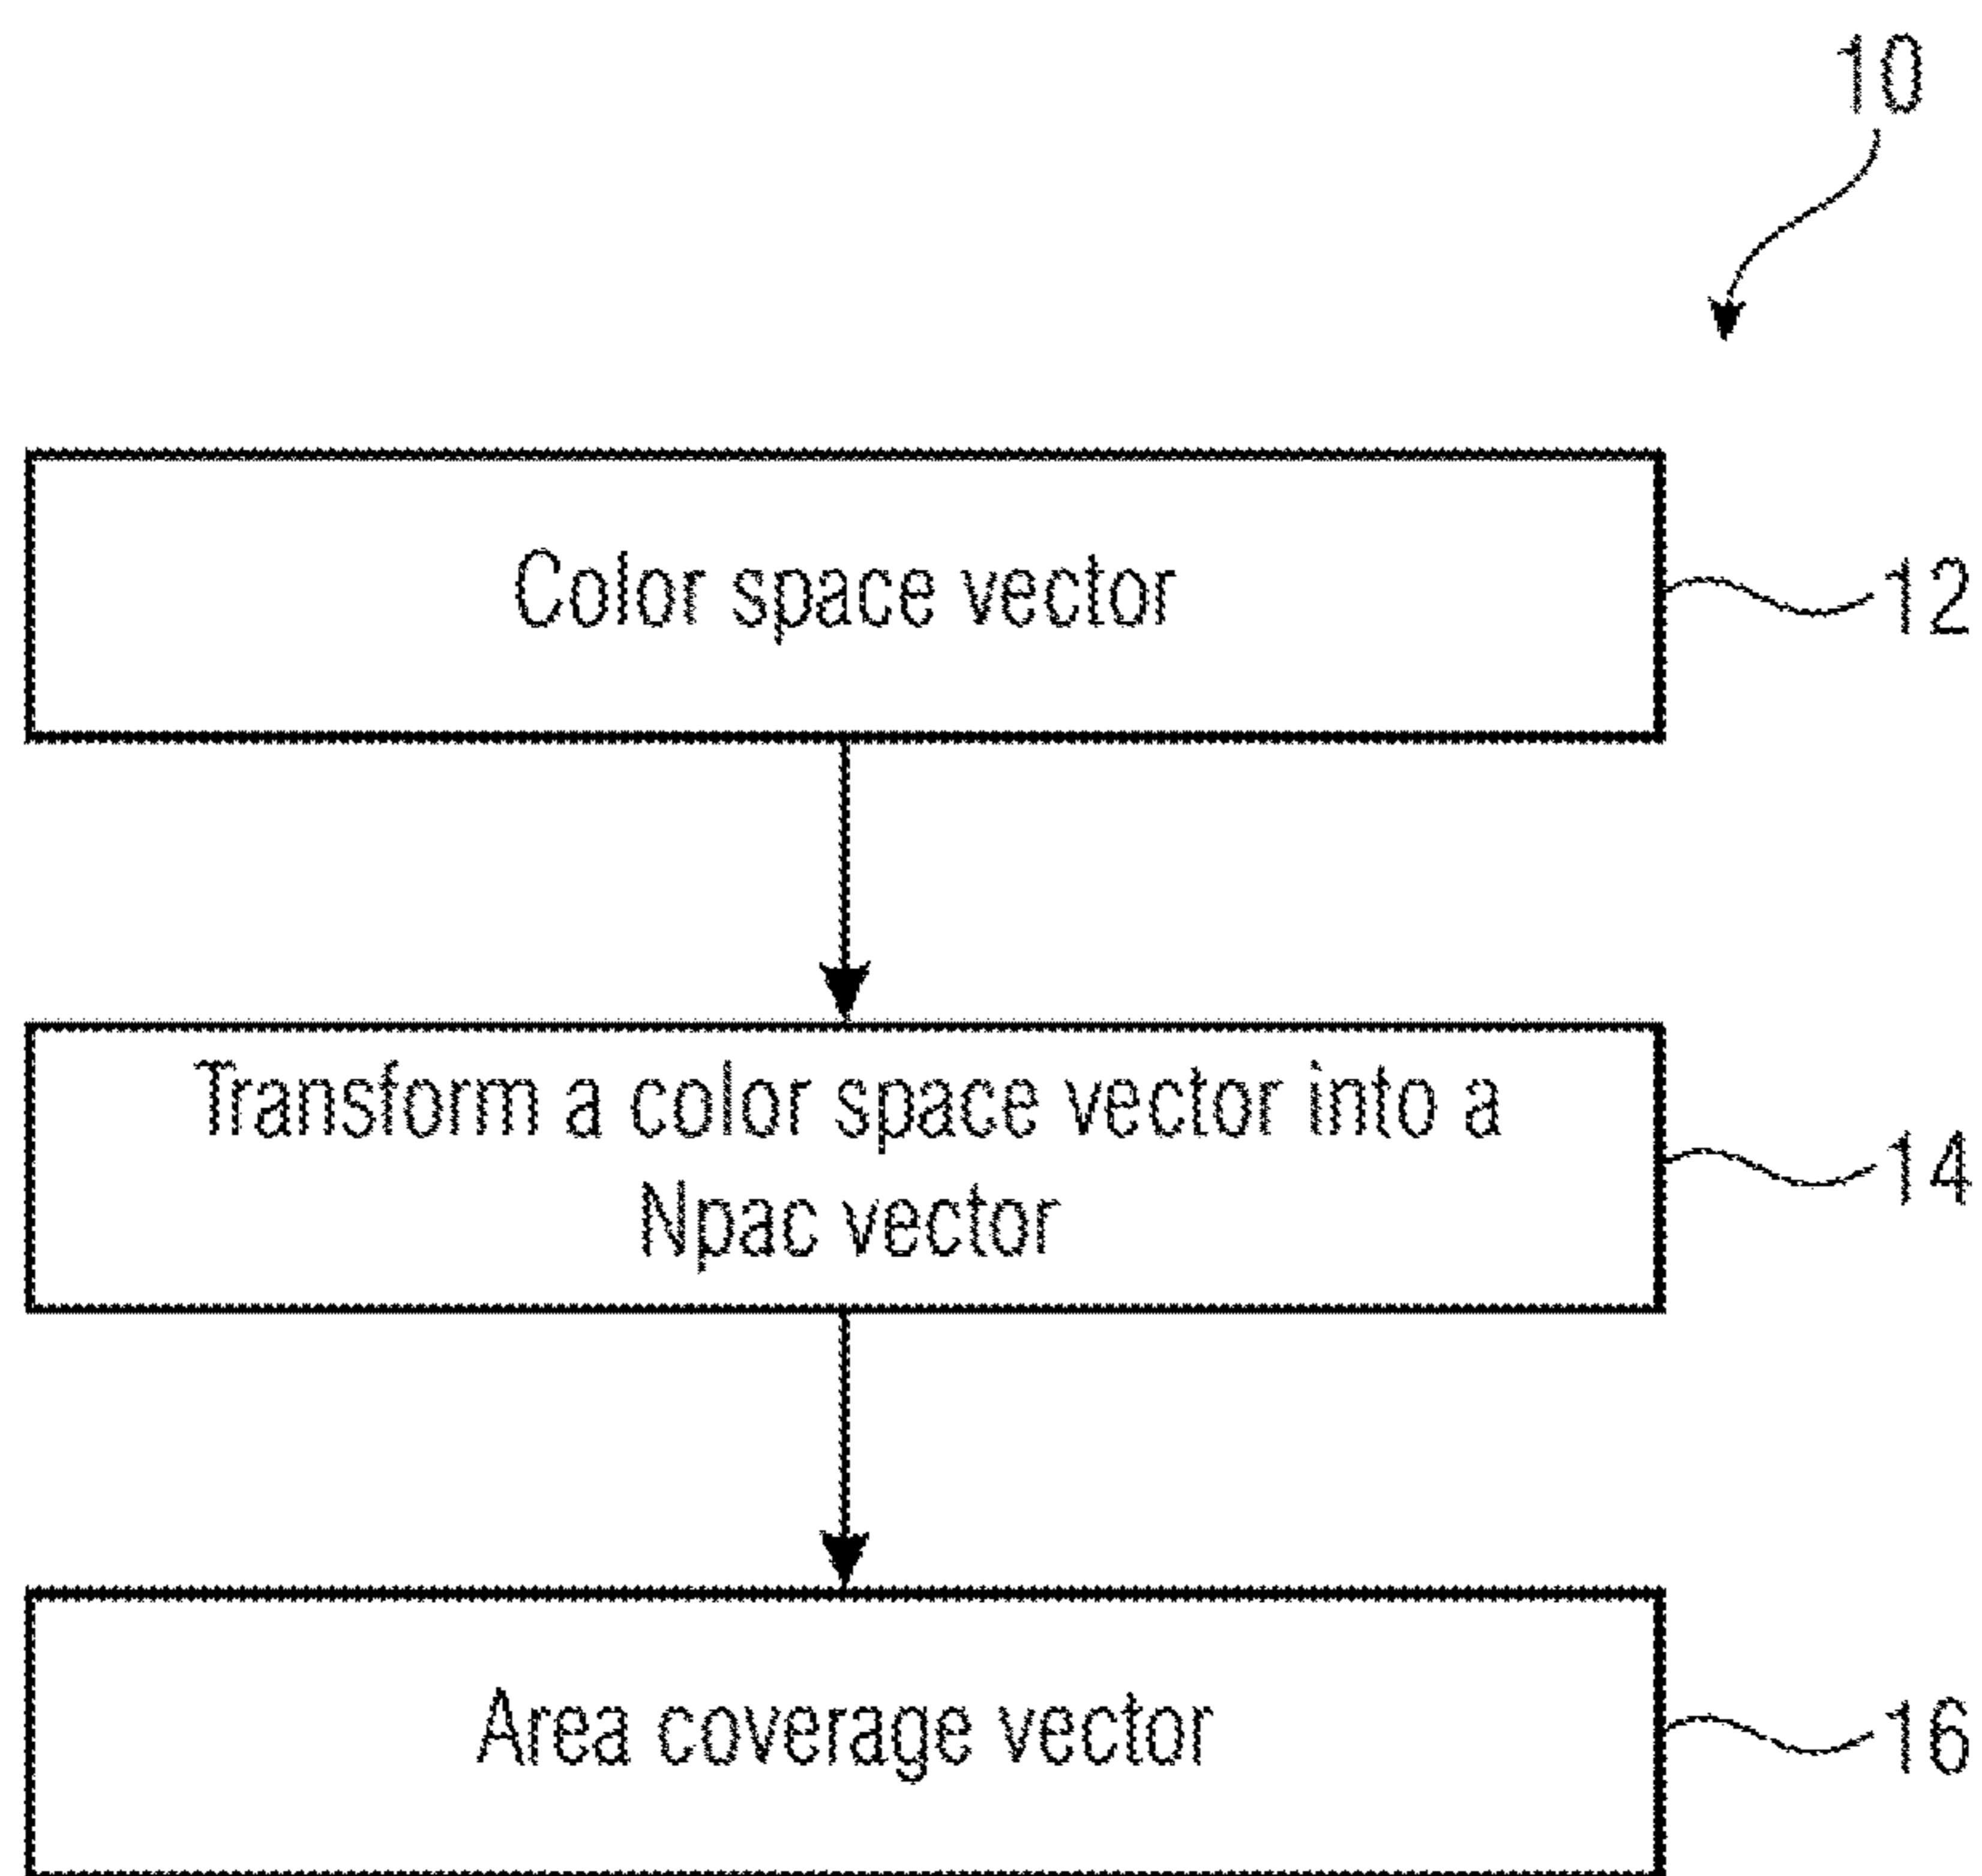 10
Color space vector
12
Transform a color space vector into a
Npac vector
14
Area coverage vector
16